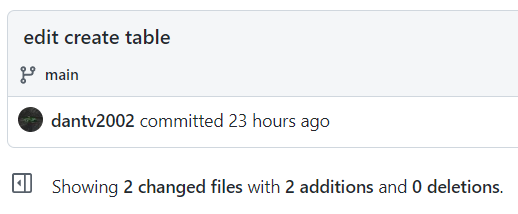 edit create table
main
dantv2002 committed 23 hours ago
Showing 2 changed files with 2 additions and 0 deletions.